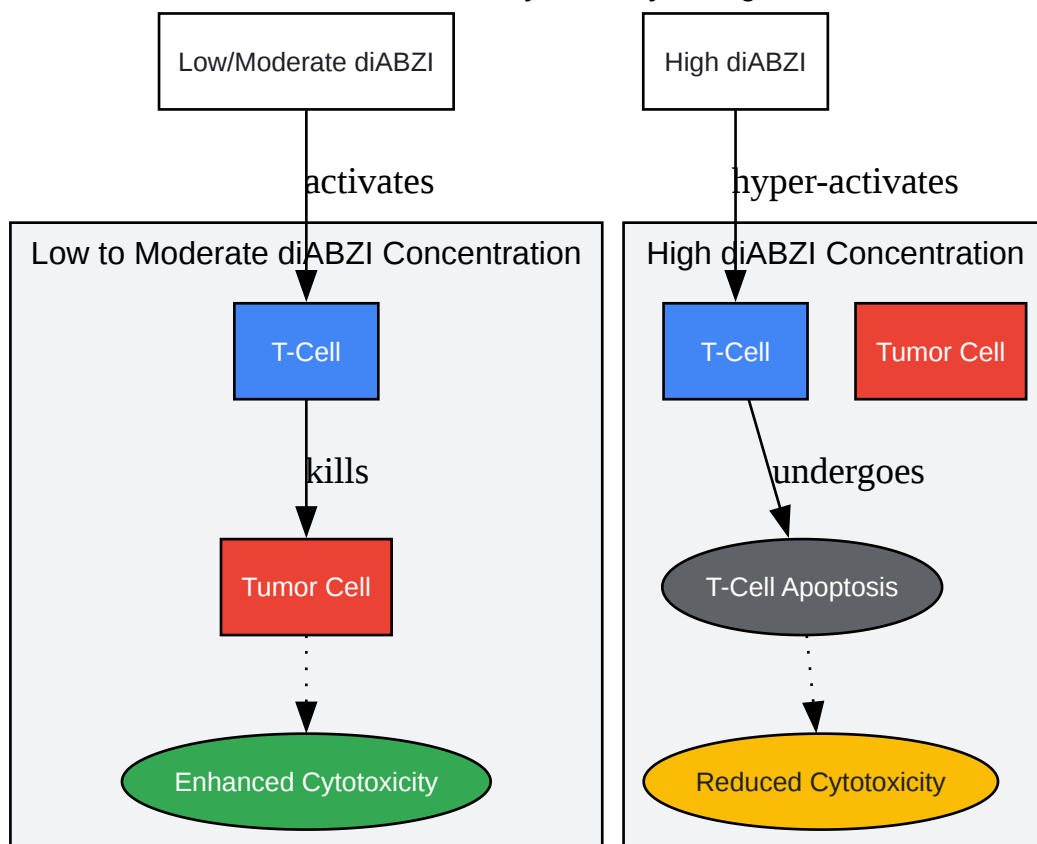 Low/Moderate diABZI
High diABZI
activates
hyper-activates
Low to Moderate diABZI Concentration
High diABZI Concentration
T-Cell
T-Cell
Tumor Cell
kills
undergoes
Tumor Cell
T-Cell Apoptosis
Enhanced Cytotoxicity
Reduced Cytotoxicity